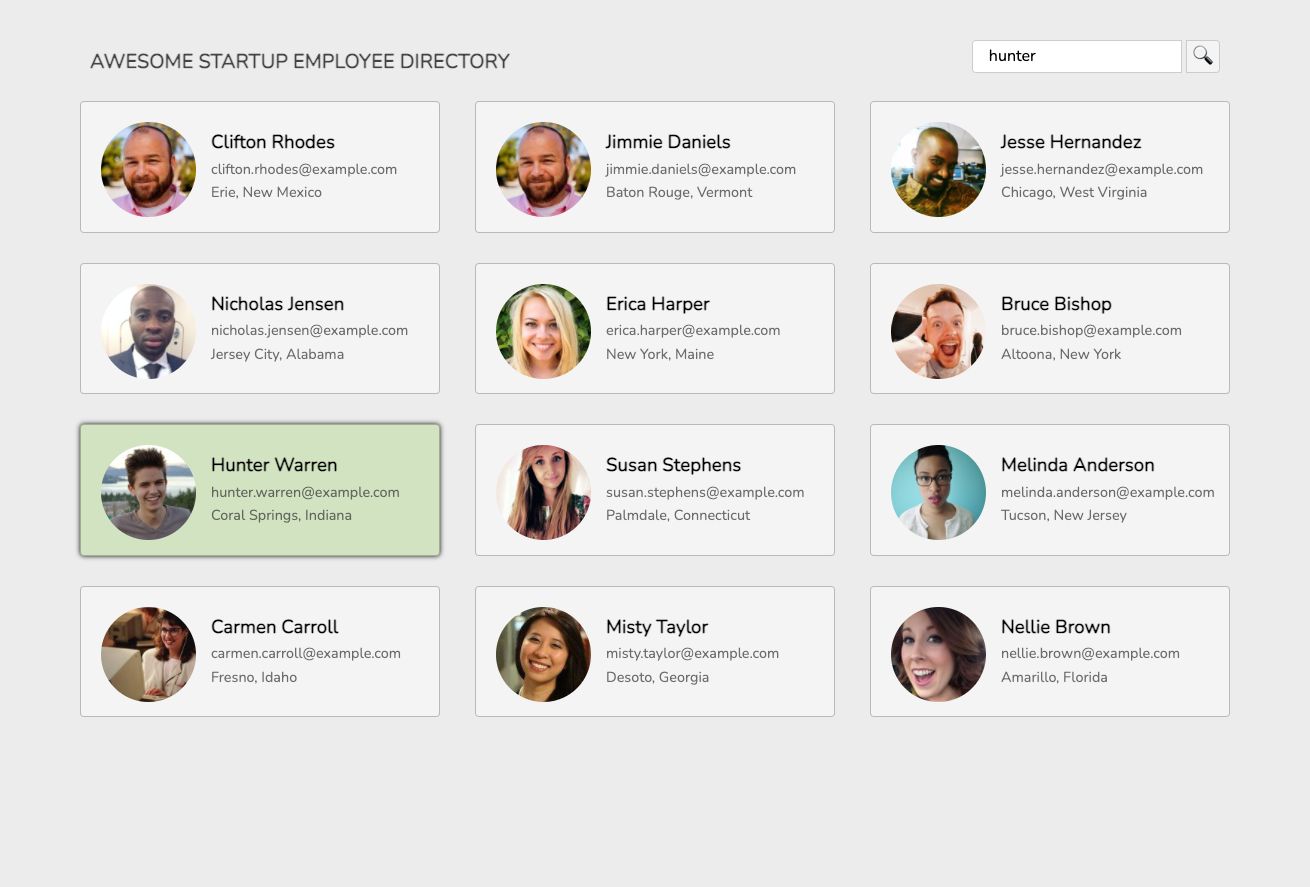 AWESOME STARTUP EMPLOYEE DIRECTORY
hunter
Clifton Rhodes
clifton.rhodes@example.com
Erie, New Mexico
Jimmie Daniels
jimmie.daniels@example.com
Baton Rouge, Vermont
Jesse Hernandez
jesse.hernandez@example.com
Chicago, West Virginia
Nicholas Jensen
nicholas.jensen@example.com
Jersey City, Alabama
Erica Harper
erica.harper@example.com
New York, Maine
Bruce Bishop
bruce.bishop@example.com
Altoona, New York
Hunter Warren
hunter.warren@example.com
Coral Springs, Indiana
Susan Stephens
susan.stephens@example.com
Palmdale, Connecticut
Melinda Anderson
melinda.anderson@example.com
Tucson, New Jersey
Carmen Carroll
carmen.carroll@example.com
Fresno, Idaho
Misty Taylor
misty.taylor@example.com
Desoto, Georgia
Nellie Brown
nellie.brown@example.com
Amarillo, Florida